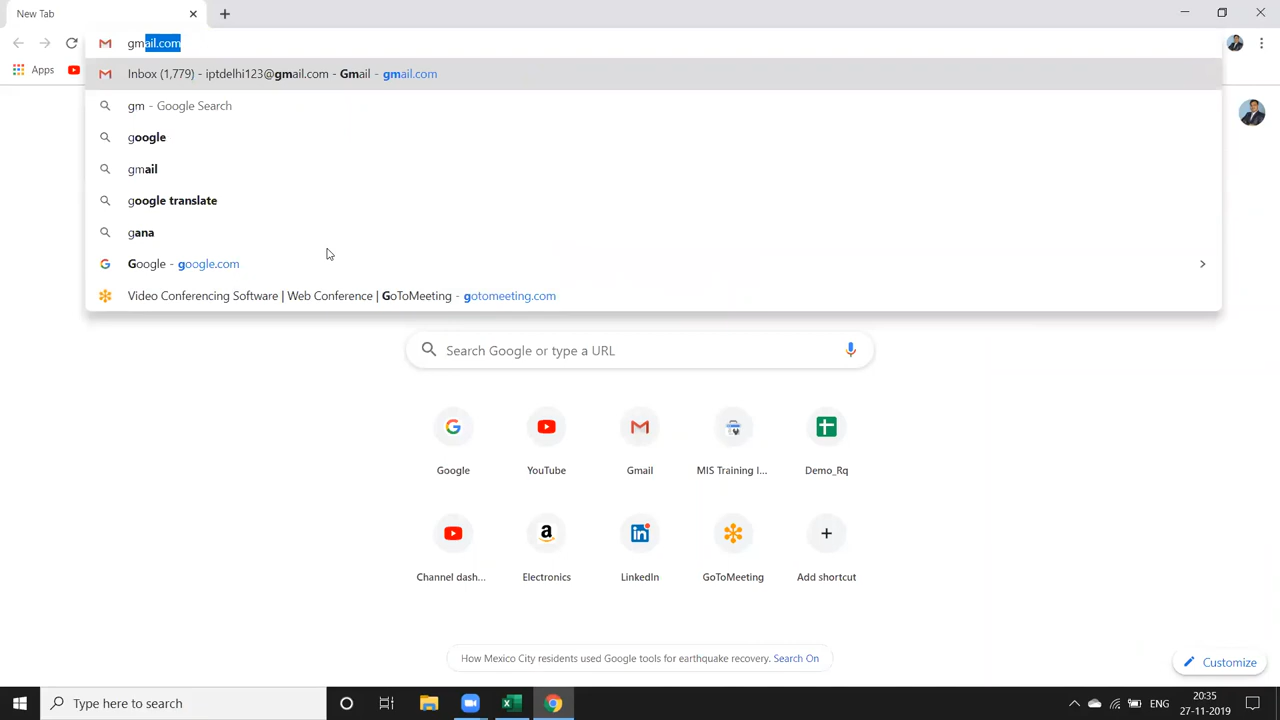 New Tab
gmail.com
Apps
Inbox (1,779) - iptdelhi123@gmail.com - Gmail - gmail.com
gm - Google Search
google
gmail
google translate
gana
Google - google.com
Video Conferencing Software | Web Conference | GoToMeeting - gotomeeting.com
Search Google or type a URL
Google YouTube Gmail MIS Training I... Demo_Rq
Channel dash... Electronics LinkedIn GoToMeeting Add shortcut
How Mexico City residents used Google tools for earthquake recovery. Search On
Customize
Type here to search
ENG
20:35
27-11-2019